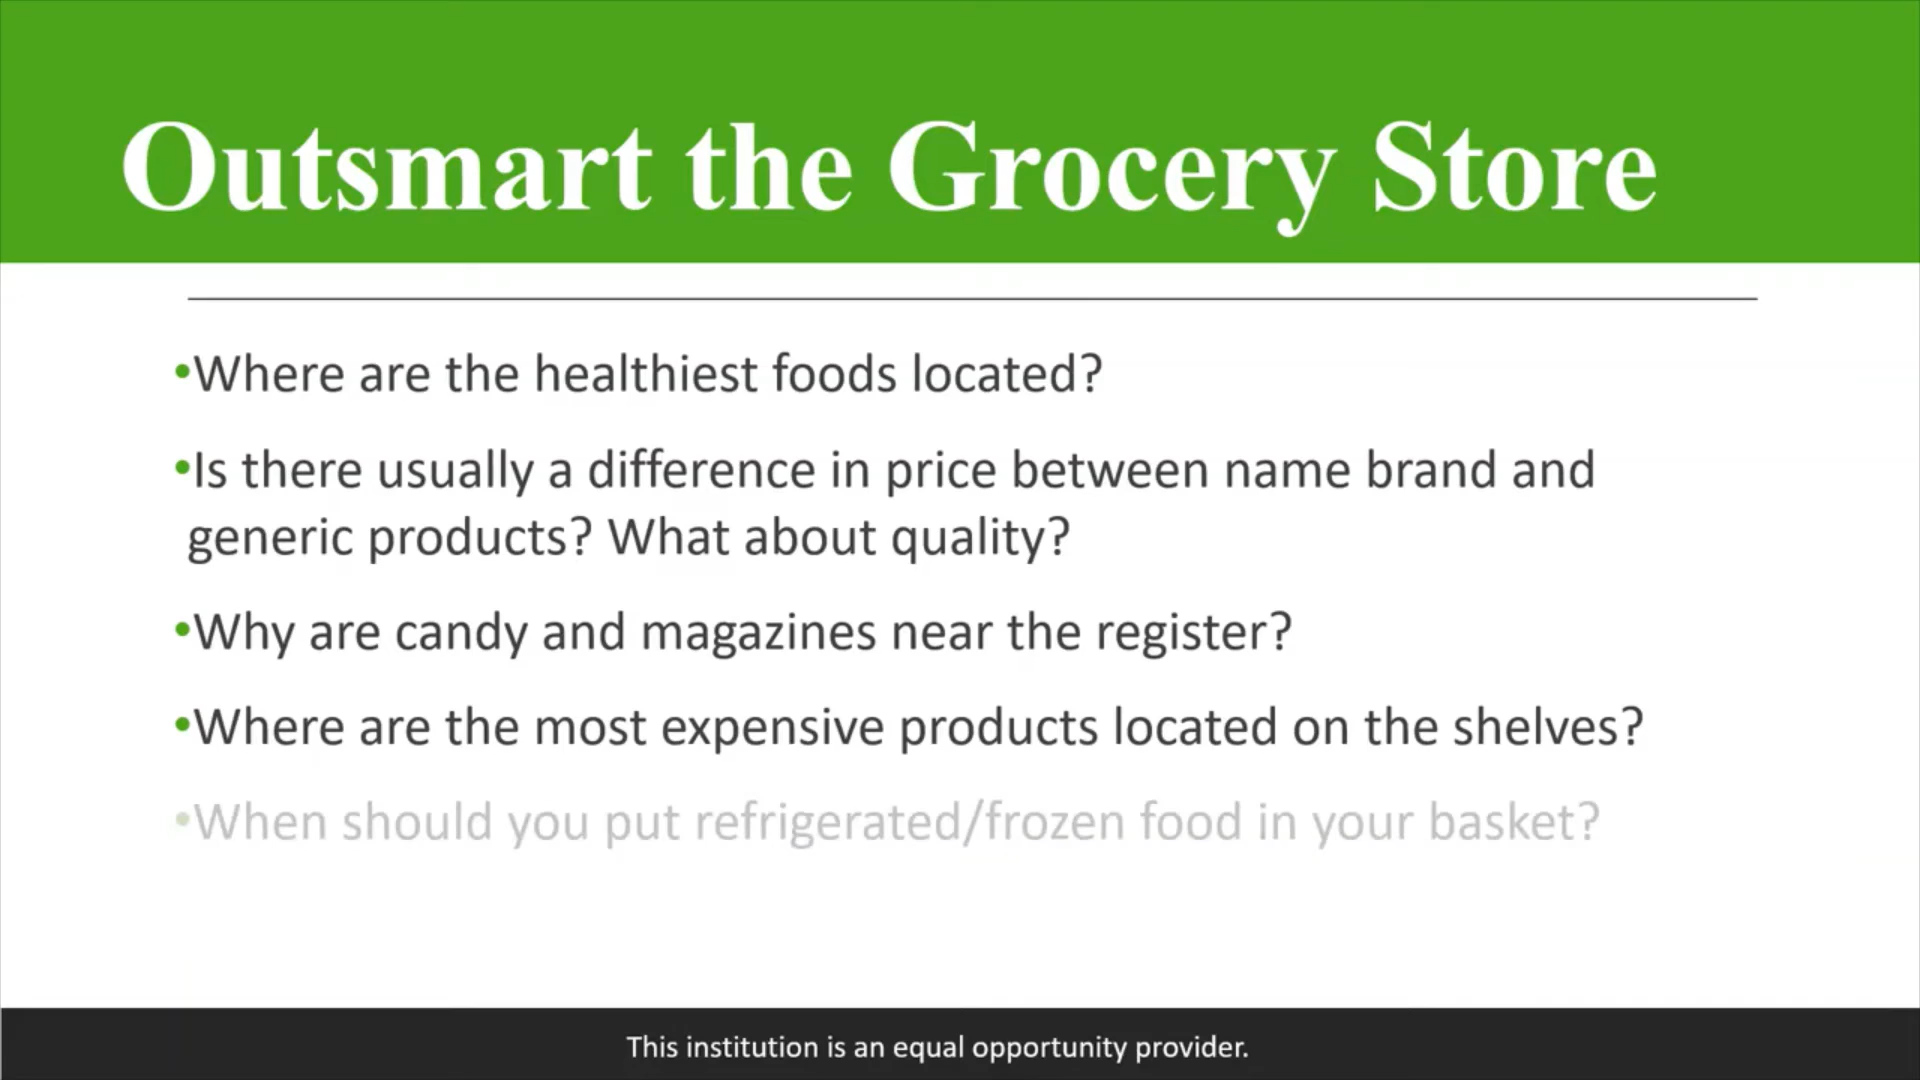 Outsmart the Grocery Store
•Where are the healthiest foods located?
•Is there usually a difference in price between name brand and
generic products? What about quality?
•Why are candy and magazines near the register?
•Where are the most expensive products located on the shelves?
•When should you put refrigerated/frozen food in your basket?
This institution is an equal opportunity provider.